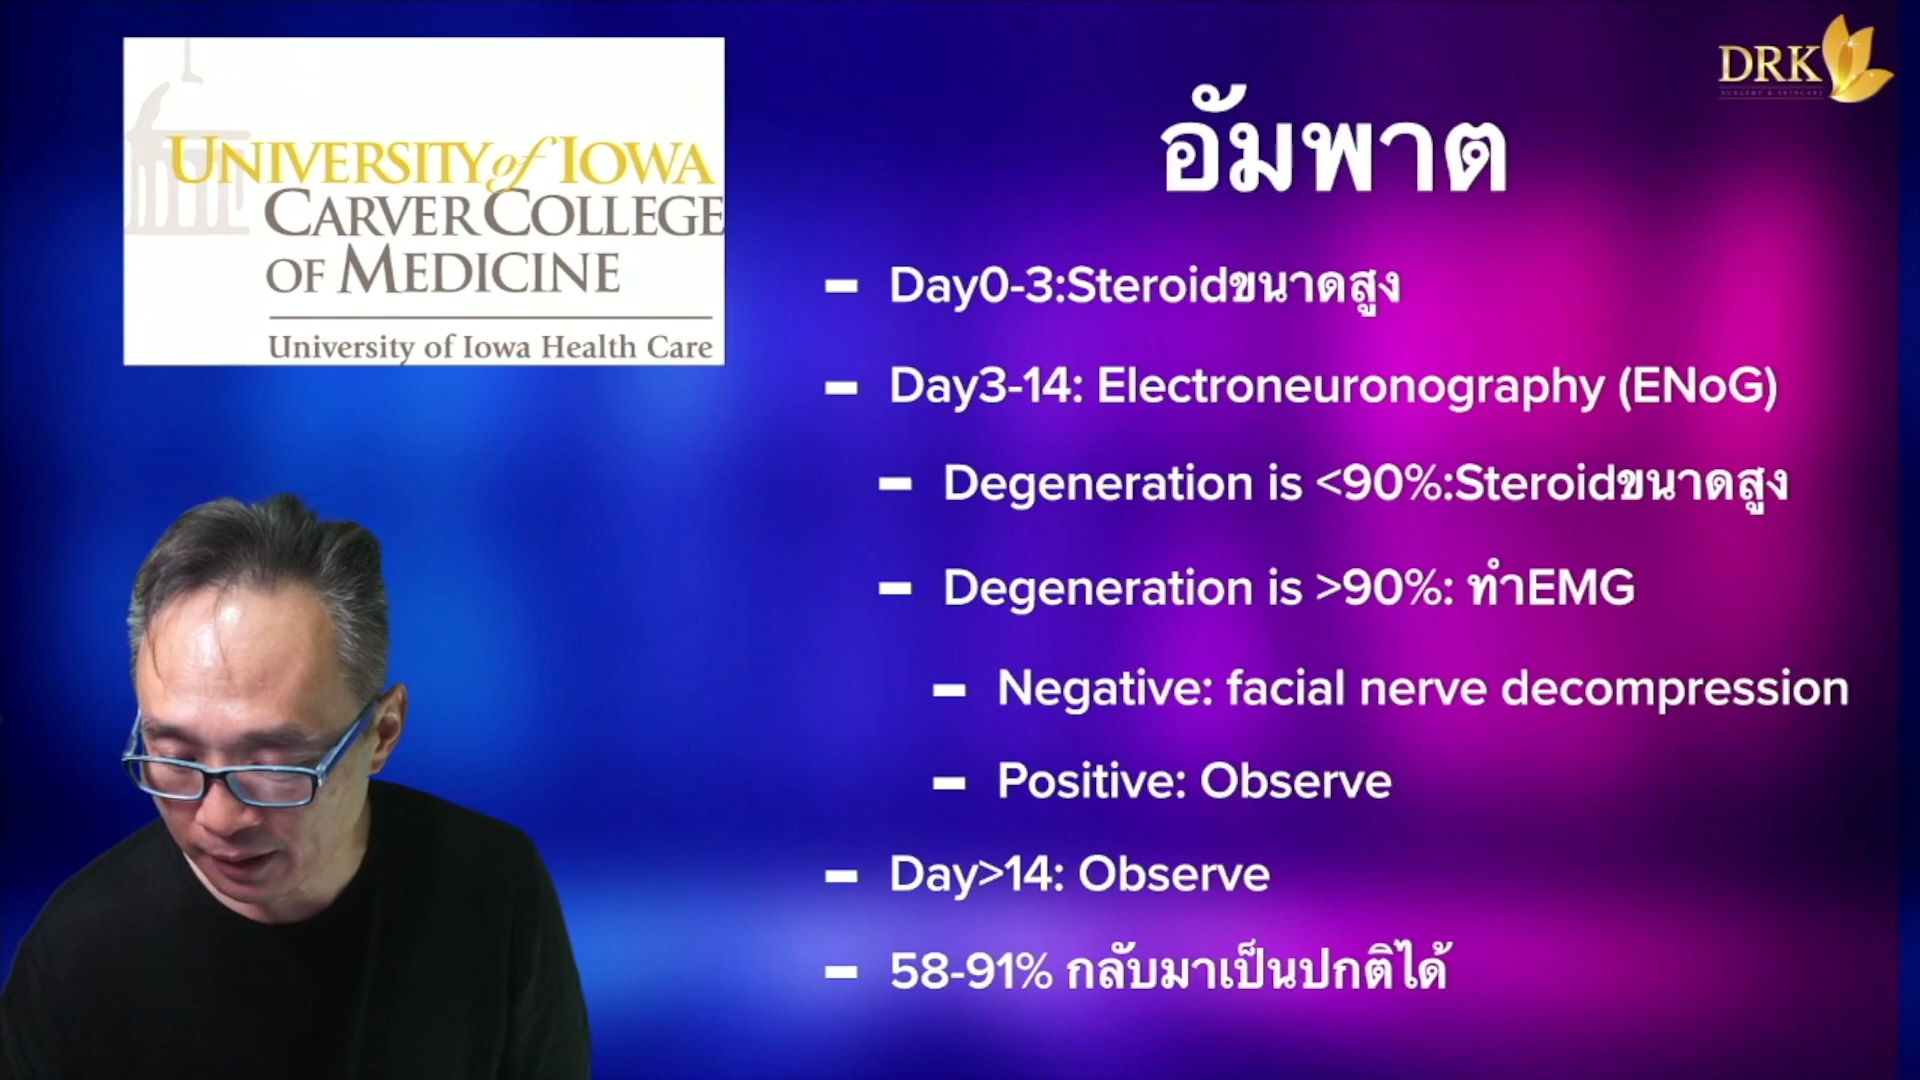 UNIVERSITY of IOWA
CARVER COLLEGE
OF MEDICINE
University of Iowa Health Care
DRK
SURGERY & SKINCARE
อัมพาต
- Day0-3:Steroidขนาดสูง
- Day3-14: Electroneuronography (ENoG)
- Degeneration is <90%:Steroidขนาดสูง
- Degeneration is >90%: ทำEMG
- Negative: facial nerve decompression
- Positive: Observe
- Day>14: Observe
- 58-91% กลับมาเป็นปกติได้